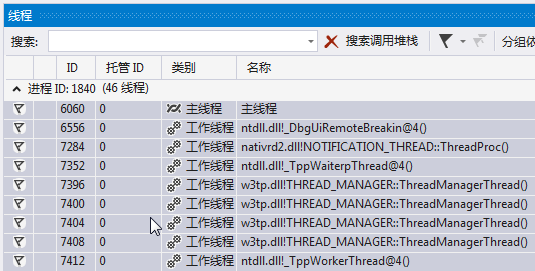 线程
搜索: 搜索调用堆栈 分组依
ID 托管 ID 类别 名称
进程 ID: 1840 (46 线程)
6060 0 主线程 主线程
6556 0 工作线程 ntdll.dll!_DbgUiRemoteBreakin@4()
7284 0 工作线程 nativrd2.dll!NOTIFICATION_THREAD::ThreadProc()
7352 0 工作线程 ntdll.dll!_TppWaiterpThread@4()
7396 0 工作线程 w3tp.dll!THREAD_MANAGER::ThreadManagerThread()
7400 0 工作线程 w3tp.dll!THREAD_MANAGER::ThreadManagerThread()
7404 0 工作线程 w3tp.dll!THREAD_MANAGER::ThreadManagerThread()
7408 0 工作线程 w3tp.dll!THREAD_MANAGER::ThreadManagerThread()
7412 0 工作线程 ntdll.dll!_TppWorkerThread@4()